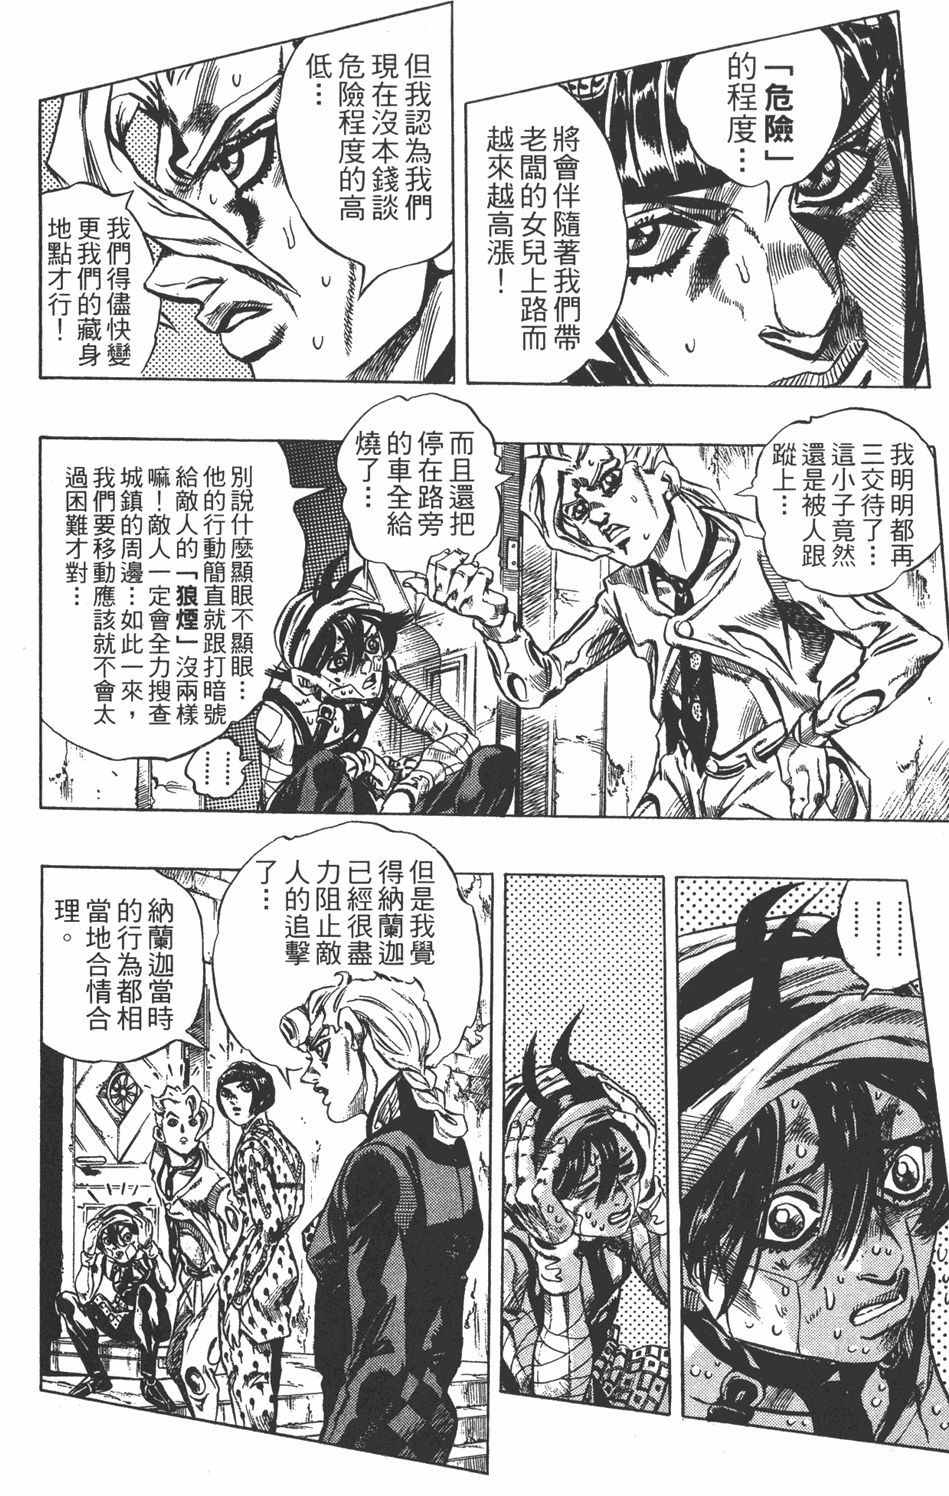 「危險」
的程度…
將會伴隨著我們帶
老闆的女兒上路而
越來越高漲！
但我認為我們
現在沒本錢談
危險程度的高
低…
我們得儘快變
更我們的藏身
地點才行！
我明明都再
三交待了…
這小子竟然
還是被人跟
蹤上…
而且還把
停在路旁
的車全給
燒了…
別說什麼顯眼不顯眼…
他的行動簡直就跟打暗號
給敵人的「狼煙」沒兩樣
嘛！敵人一定會全力搜查
城鎮的周邊…如此一來，
我們要移動應該就不會太
過困難才對…
……
……
但是我覺
得納蘭迦
已經很盡
力阻止敵
人的追擊
了…
納蘭迦當時
的行為都相
當地合情合
理。